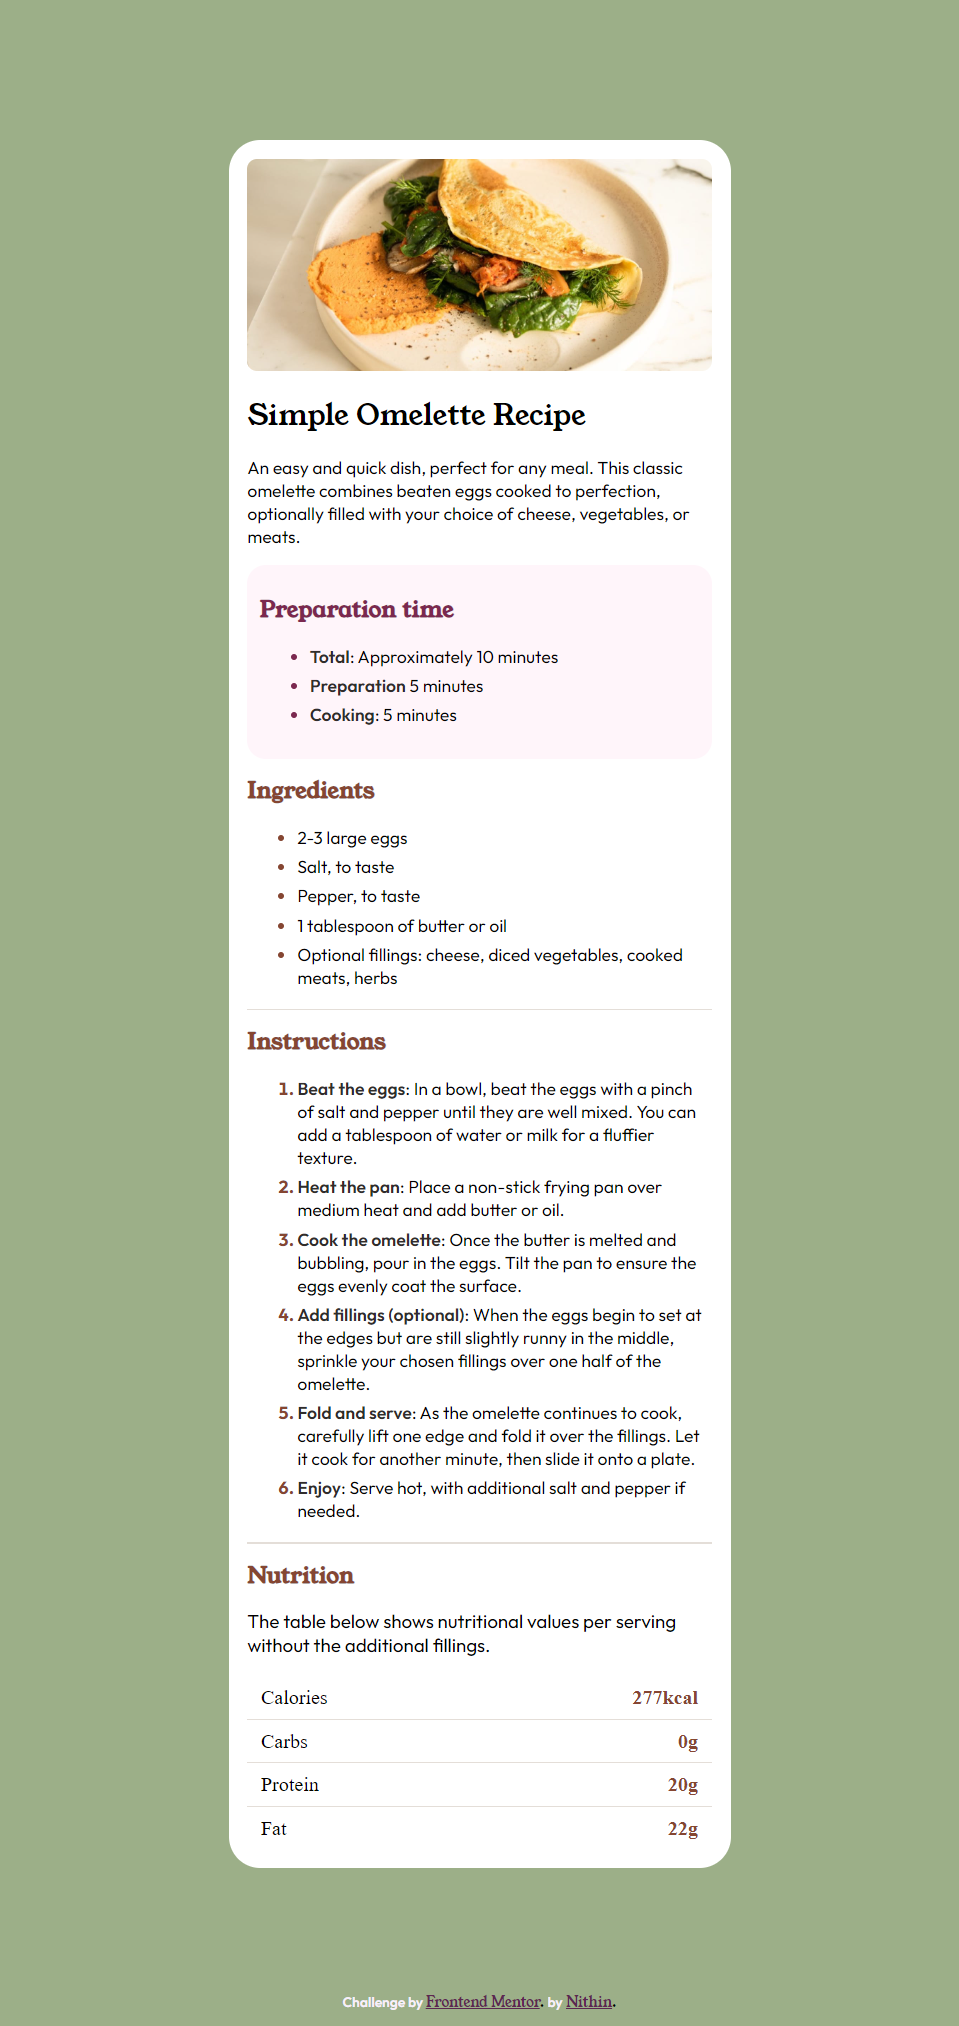 Simple Omelette Recipe
An easy and quick dish, perfect for any meal. This classic
omelette combines beaten eggs cooked to perfection,
optionally filled with your choice of cheese, vegetables, or
meats.
Preparation time
• Total: Approximately 10 minutes
• Preparation 5 minutes
• Cooking: 5 minutes
Ingredients
• 2-3 large eggs
• Salt, to taste
• Pepper, to taste
• 1 tablespoon of butter or oil
• Optional fillings: cheese, diced vegetables, cooked
meats, herbs
Instructions
1. Beat the eggs: In a bowl, beat the eggs with a pinch
of salt and pepper until they are well mixed. You can
add a tablespoon of water or milk for a fluffier
texture.
2. Heat the pan: Place a non-stick frying pan over
medium heat and add butter or oil.
3. Cook the omelette: Once the butter is melted and
bubbling, pour in the eggs. Tilt the pan to ensure the
eggs evenly coat the surface.
4. Add fillings (optional): When the eggs begin to set at
the edges but are still slightly runny in the middle,
sprinkle your chosen fillings over one half of the
omelette.
5. Fold and serve: As the omelette continues to cook,
carefully lift one edge and fold it over the fillings. Let
it cook for another minute, then slide it onto a plate.
6. Enjoy: Serve hot, with additional salt and pepper if
needed.
Nutrition
The table below shows nutritional values per serving
without the additional fillings.
Calories 277kcal
Carbs 0g
Protein 20g
Fat 22g
Challenge by Frontend Mentor. by Nithin.